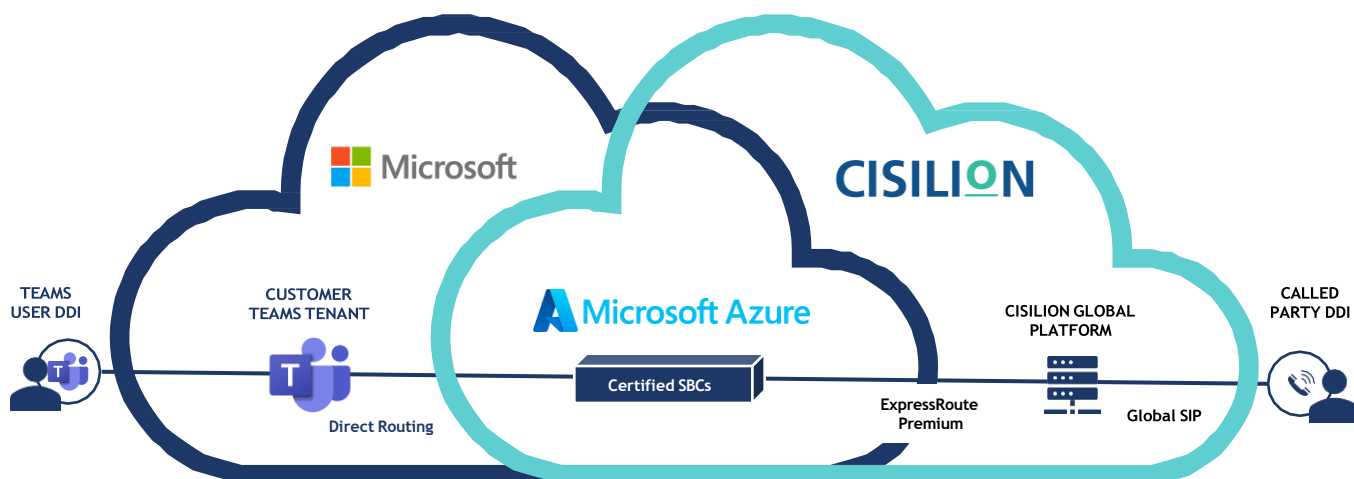 Microsoft
CISILION
TEAMS
USER DDI
CUSTOMER
TEAMS TENANT
T
T
Direct Routing
Microsoft Azure
Certified SBCs
ExpressRoute
Premium
CISILION GLOBAL
PLATFORM
Global SIP
CALLED
PARTY DDI